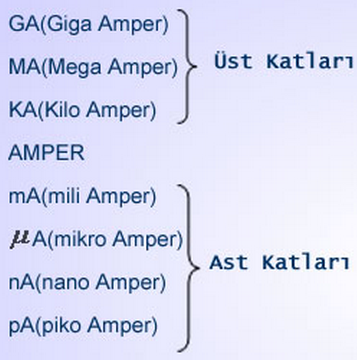 GA(Giga Amper)
MA(Mega Amper)
Üst Katları
KA(Kilo Amper)
AMPER
mA(mili Amper)
µA(mikro Amper)
Ast Katları
nA(nano Amper)
pA(piko Amper)